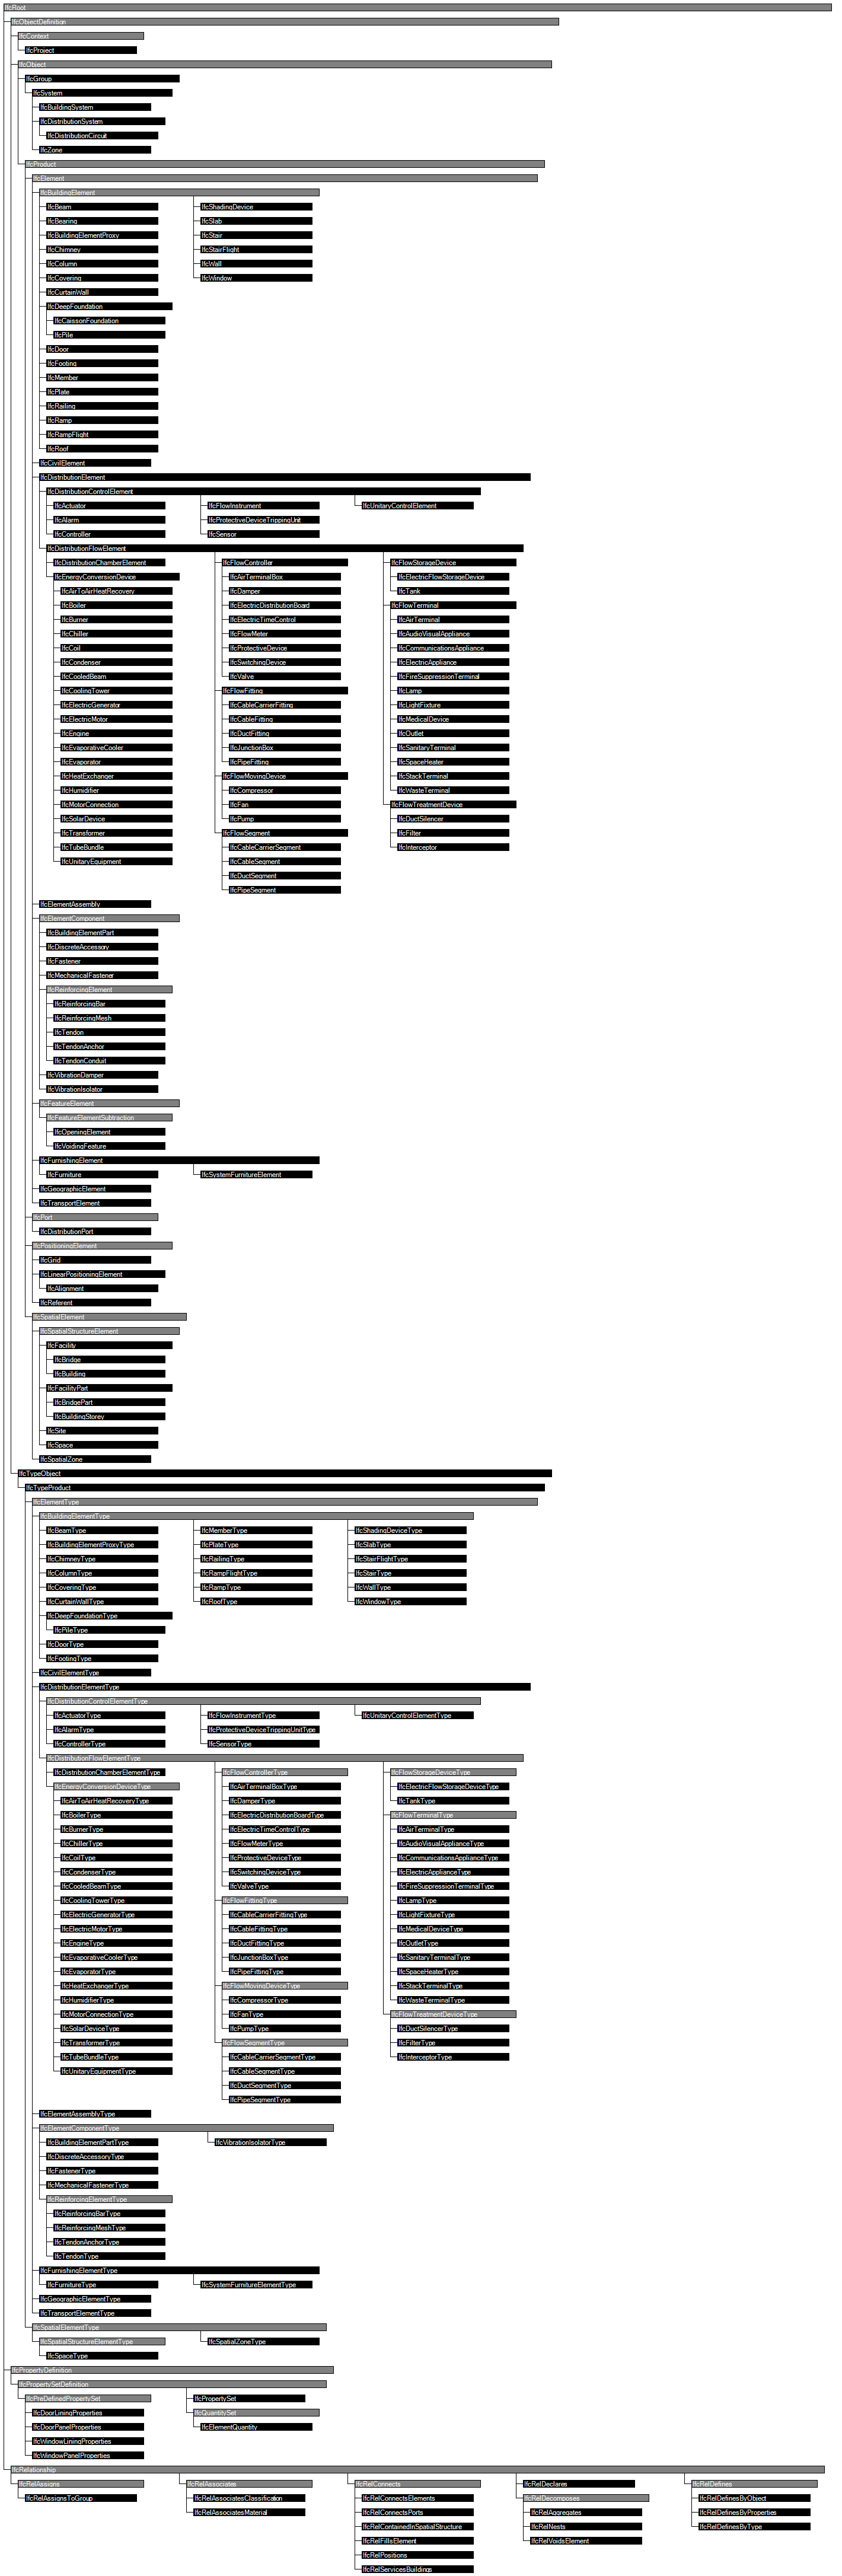 IfcRoot
IfcObjectDefinition
IfcContext
IfcProject
IfcObject
IfcGroup
IfcSystem
IfcBuildingSystem
IfcDistributionSystem
IfcDistributionCircuit
IfcZone
IfcProduct
IfcElement
IfcBuildingElement
IfcBeam
IfcBearing
IfcBuildingElementProxy
IfcChimney
IfcColumn
IfcCovering
IfcCurtainWall
IfcDeepFoundation
IfcCaissonFoundation
IfcPile
IfcDoor
IfcFooting
IfcMember
IfcPlate
IfcRailing
IfcRamp
IfcRampFlight
IfcRoof
IfcShadingDevice
IfcSlab
IfcStair
IfcStairFlight
IfcWall
IfcWindow
IfcCivilElement
IfcDistributionElement
IfcDistributionControlElement
IfcActuator
IfcAlarm
IfcController
IfcFlowInstrument
IfcProtectiveDeviceTrippingUnit
IfcSensor
IfcUnitaryControlElement
IfcDistributionFlowElement
IfcDistributionChamberElement
IfcEnergyConversionDevice
IfcAirToAirHeatRecovery
IfcBoiler
IfcBurner
IfcChiller
IfcCoil
IfcCondenser
IfcCooledBeam
IfcCoolingTower
IfcElectricGenerator
IfcElectricMotor
IfcEngine
IfcEvaporativeCooler
IfcEvaporator
IfcHeatExchanger
IfcHumidifier
IfcMotorConnection
IfcSolarDevice
IfcTransformer
IfcTubeBundle
IfcUnitaryEquipment
IfcFlowController
IfcAirTerminalBox
IfcDamper
IfcElectricDistributionBoard
IfcElectricTimeControl
IfcFlowMeter
IfcProtectiveDevice
IfcSwitchingDevice
IfcValve
IfcFlowFitting
IfcCableCarrierFitting
IfcCableFitting
IfcDuctFitting
IfcJunctionBox
IfcPipeFitting
IfcFlowMovingDevice
IfcCompressor
IfcFan
IfcPump
IfcFlowSegment
IfcCableCarrierSegment
IfcCableSegment
IfcDuctSegment
IfcPipeSegment
IfcFlowStorageDevice
IfcElectricFlowStorageDevice
IfcTank
IfcFlowTerminal
IfcAirTerminal
IfcAudioVisualAppliance
IfcCommunicationsAppliance
IfcElectricAppliance
IfcFireSuppressionTerminal
IfcLamp
IfcLightFixture
IfcMedicalDevice
IfcOutlet
IfcSanitaryTerminal
IfcSpaceHeater
IfcStackTerminal
IfcWasteTerminal
IfcFlowTreatmentDevice
IfcDuctSilencer
IfcFilter
IfcInterceptor
IfcElementAssembly
IfcElementComponent
IfcBuildingElementPart
IfcDiscreteAccessory
IfcFastener
IfcMechanicalFastener
IfcReinforcingElement
IfcReinforcingBar
IfcReinforcingMesh
IfcTendon
IfcTendonAnchor
IfcTendonConduit
IfcVibrationDamper
IfcVibrationIsolator
IfcFeatureElement
IfcFeatureElementSubtraction
IfcOpeningElement
IfcVoidingFeature
IfcFurnishingElement
IfcFurniture
IfcSystemFurnitureElement
IfcGeographicElement
IfcTransportElement
IfcPort
IfcDistributionPort
IfcPositioningElement
IfcGrid
IfcLinearPositioningElement
IfcAlignment
IfcReferent
IfcSpatialElement
IfcSpatialStructureElement
IfcFacility
IfcBridge
IfcBuilding
IfcFacilityPart
IfcBridgePart
IfcBuildingStorey
IfcSite
IfcSpace
IfcSpatialZone
IfcTypeObject
IfcTypeProduct
IfcElementType
IfcBuildingElementType
IfcBeamType
IfcBuildingElementProxyType
IfcChimneyType
IfcColumnType
IfcCoveringType
IfcCurtainWallType
IfcDeepFoundationType
IfcPileType
IfcDoorType
IfcFootingType
IfcMemberType
IfcPlateType
IfcRailingType
IfcRampFlightType
IfcRampType
IfcRoofType
IfcShadingDeviceType
IfcSlabType
IfcStairFlightType
IfcStairType
IfcWallType
IfcWindowType
IfcCivilElementType
IfcDistributionElementType
IfcDistributionControlElementType
IfcActuatorType
IfcAlarmType
IfcControllerType
IfcFlowInstrumentType
IfcProtectiveDeviceTrippingUnitType
IfcSensorType
IfcUnitaryControlElementType
IfcDistributionFlowElementType
IfcDistributionChamberElementType
IfcEnergyConversionDeviceType
IfcAirToAirHeatRecoveryType
IfcBoilerType
IfcBurnerType
IfcChillerType
IfcCoilType
IfcCondenserType
IfcCooledBeamType
IfcCoolingTowerType
IfcElectricGeneratorType
IfcElectricMotorType
IfcEngineType
IfcEvaporativeCoolerType
IfcEvaporatorType
IfcHeatExchangerType
IfcHumidifierType
IfcMotorConnectionType
IfcSolarDeviceType
IfcTransformerType
IfcTubeBundleType
IfcUnitaryEquipmentType
IfcFlowControllerType
IfcAirTerminalBoxType
IfcDamperType
IfcElectricDistributionBoardType
IfcElectricTimeControlType
IfcFlowMeterType
IfcProtectiveDeviceType
IfcSwitchingDeviceType
IfcValveType
IfcFlowFittingType
IfcCableCarrierFittingType
IfcCableFittingType
IfcDuctFittingType
IfcJunctionBoxType
IfcPipeFittingType
IfcFlowMovingDeviceType
IfcCompressorType
IfcFanType
IfcPumpType
IfcFlowSegmentType
IfcCableCarrierSegmentType
IfcCableSegmentType
IfcDuctSegmentType
IfcPipeSegmentType
IfcFlowStorageDeviceType
IfcElectricFlowStorageDeviceType
IfcTankType
IfcFlowTerminalType
IfcAirTerminalType
IfcAudioVisualApplianceType
IfcCommunicationsApplianceType
IfcElectricApplianceType
IfcFireSuppressionTerminalType
IfcLampType
IfcLightFixtureType
IfcMedicalDeviceType
IfcOutletType
IfcSanitaryTerminalType
IfcSpaceHeaterType
IfcStackTerminalType
IfcWasteTerminalType
IfcFlowTreatmentDeviceType
IfcDuctSilencerType
IfcFilterType
IfcInterceptorType
IfcElementAssemblyType
IfcElementComponentType
IfcBuildingElementPartType
IfcDiscreteAccessoryType
IfcFastenerType
IfcMechanicalFastenerType
IfcReinforcingElementType
IfcReinforcingBarType
IfcReinforcingMeshType
IfcTendonAnchorType
IfcTendonType
IfcVibrationIsolatorType
IfcFurnishingElementType
IfcFurnitureType
IfcSystemFurnitureElementType
IfcGeographicElementType
IfcTransportElementType
IfcSpatialElementType
IfcSpatialStructureElementType
IfcSpaceType
IfcSpatialZoneType
IfcPropertyDefinition
IfcPropertySetDefinition
IfcPreDefinedPropertySet
IfcDoorLiningProperties
IfcDoorPanelProperties
IfcWindowLiningProperties
IfcWindowPanelProperties
IfcPropertySet
IfcQuantitySet
IfcElementQuantity
IfcRelationship
IfcRelAssigns
IfcRelAssignsToGroup
IfcRelAssociates
IfcRelAssociatesClassification
IfcRelAssociatesMaterial
IfcRelConnects
IfcRelConnectsElements
IfcRelConnectsPorts
IfcRelContainedInSpatialStructure
IfcRelFillsElement
IfcRelPositions
IfcRelServicesBuildings
IfcRelDeclares
IfcRelDecomposes
IfcRelAggregates
IfcRelNests
IfcRelVoidsElement
IfcRelDefines
IfcRelDefinesByObject
IfcRelDefinesByProperties
IfcRelDefinesByType